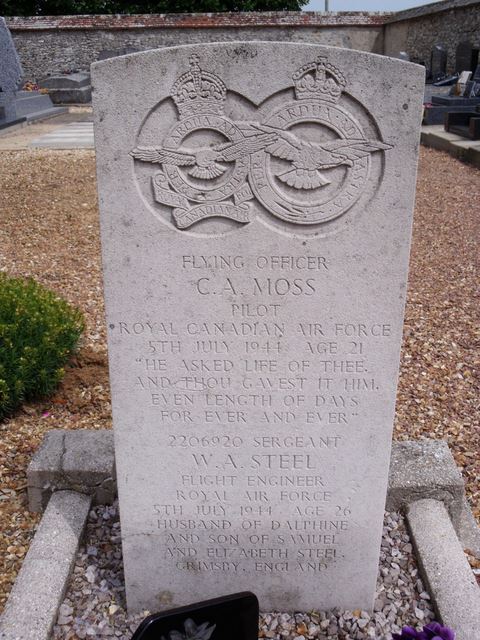 FLYING OFFICER
C.A. MOSS
PILOT
ROYAL CANADIAN AIR FORCE
5TH JULY 1944 AGE 21
"HE ASKED LIFE OF THEE,
AND THOU GAVEST IT HIM,
EVEN LENGTH OF DAYS
FOR EVER AND EVER"
2206920 SERGEANT
W.A. STEEL
FLIGHT ENGINEER
ROYAL AIR FORCE
5TH JULY 1944 AGE 26
HUSBAND OF DALPHINE
AND SON OF SAMUEL
AND ELIZABETH STEEL,
GRIMSBY, ENGLAND